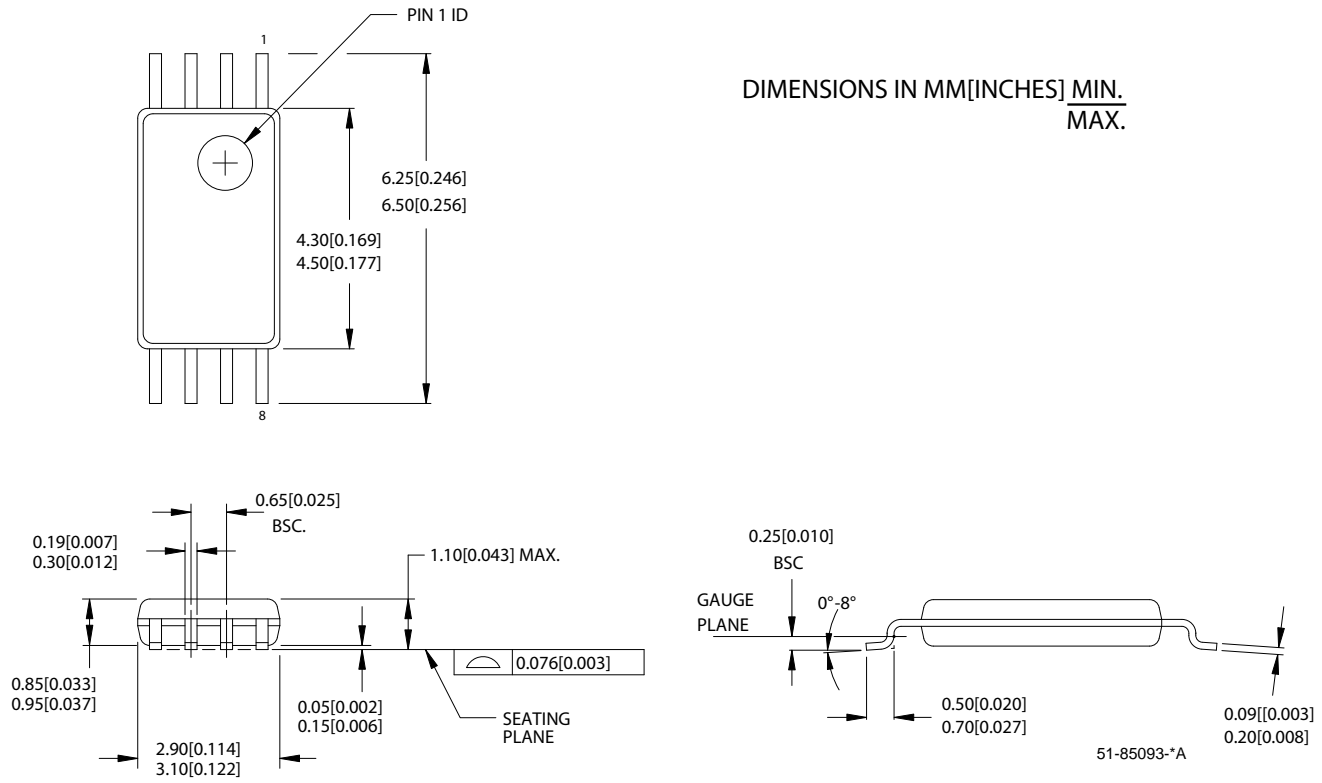 PIN 1 ID
1
DIMENSIONS IN MM[INCHES] MIN.
MAX.
6.25[0.246]
6.50[0.256]
4.30[0.169]
4.50[0.177]
8
0.65[0.025]
BSC.
0.19[0.007]
0.30[0.012]
1.10[0.043] MAX.
0.25[0.010]
BSC
GAUGE
PLANE
0°-8°
0.076[0.003]
0.85[0.033]
0.95[0.037]
0.05[0.002]
0.15[0.006]
SEATING
PLANE
0.50[0.020]
0.70[0.027]
0.09[[0.003]
0.20[0.008]
2.90[0.114]
3.10[0.122]
51-85093-*A